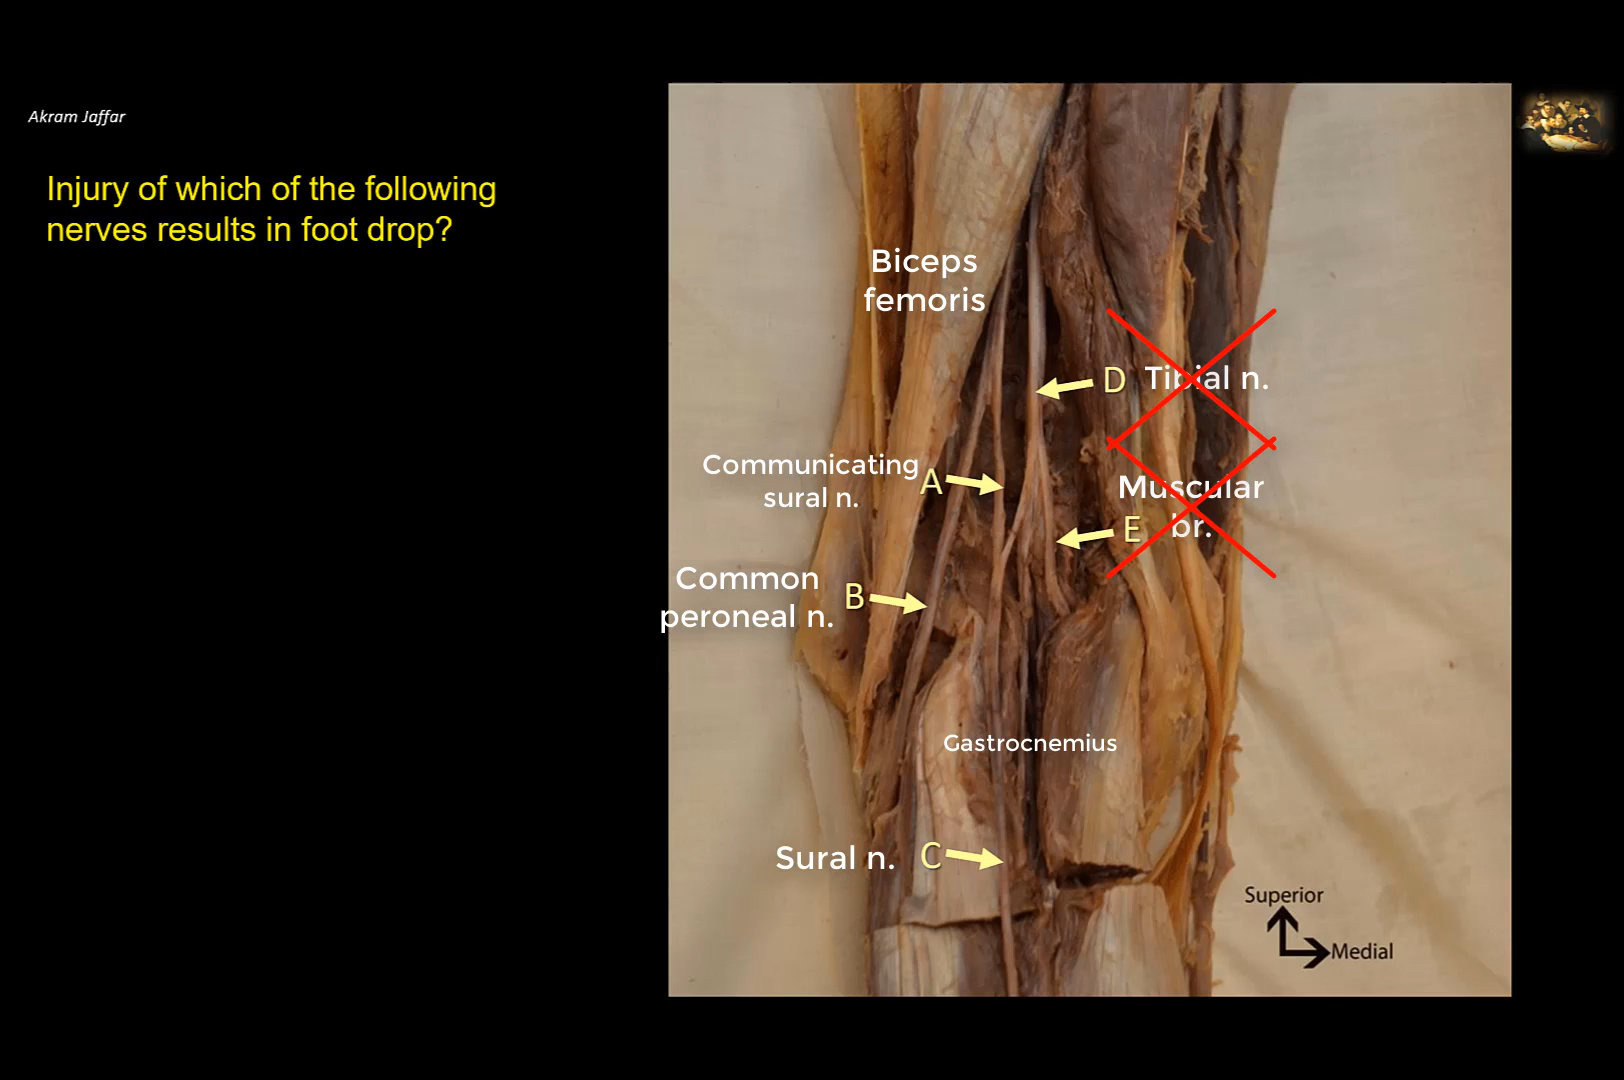 Akram Jaffar
Injury of which of the following
nerves results in foot drop?
Biceps
femoris
D Tibial n.
Communicating
sural n.
A
Muscular
br.
E
Common
peroneal n.
B
Gastrocnemius
Sural n. C
Superior
Medial